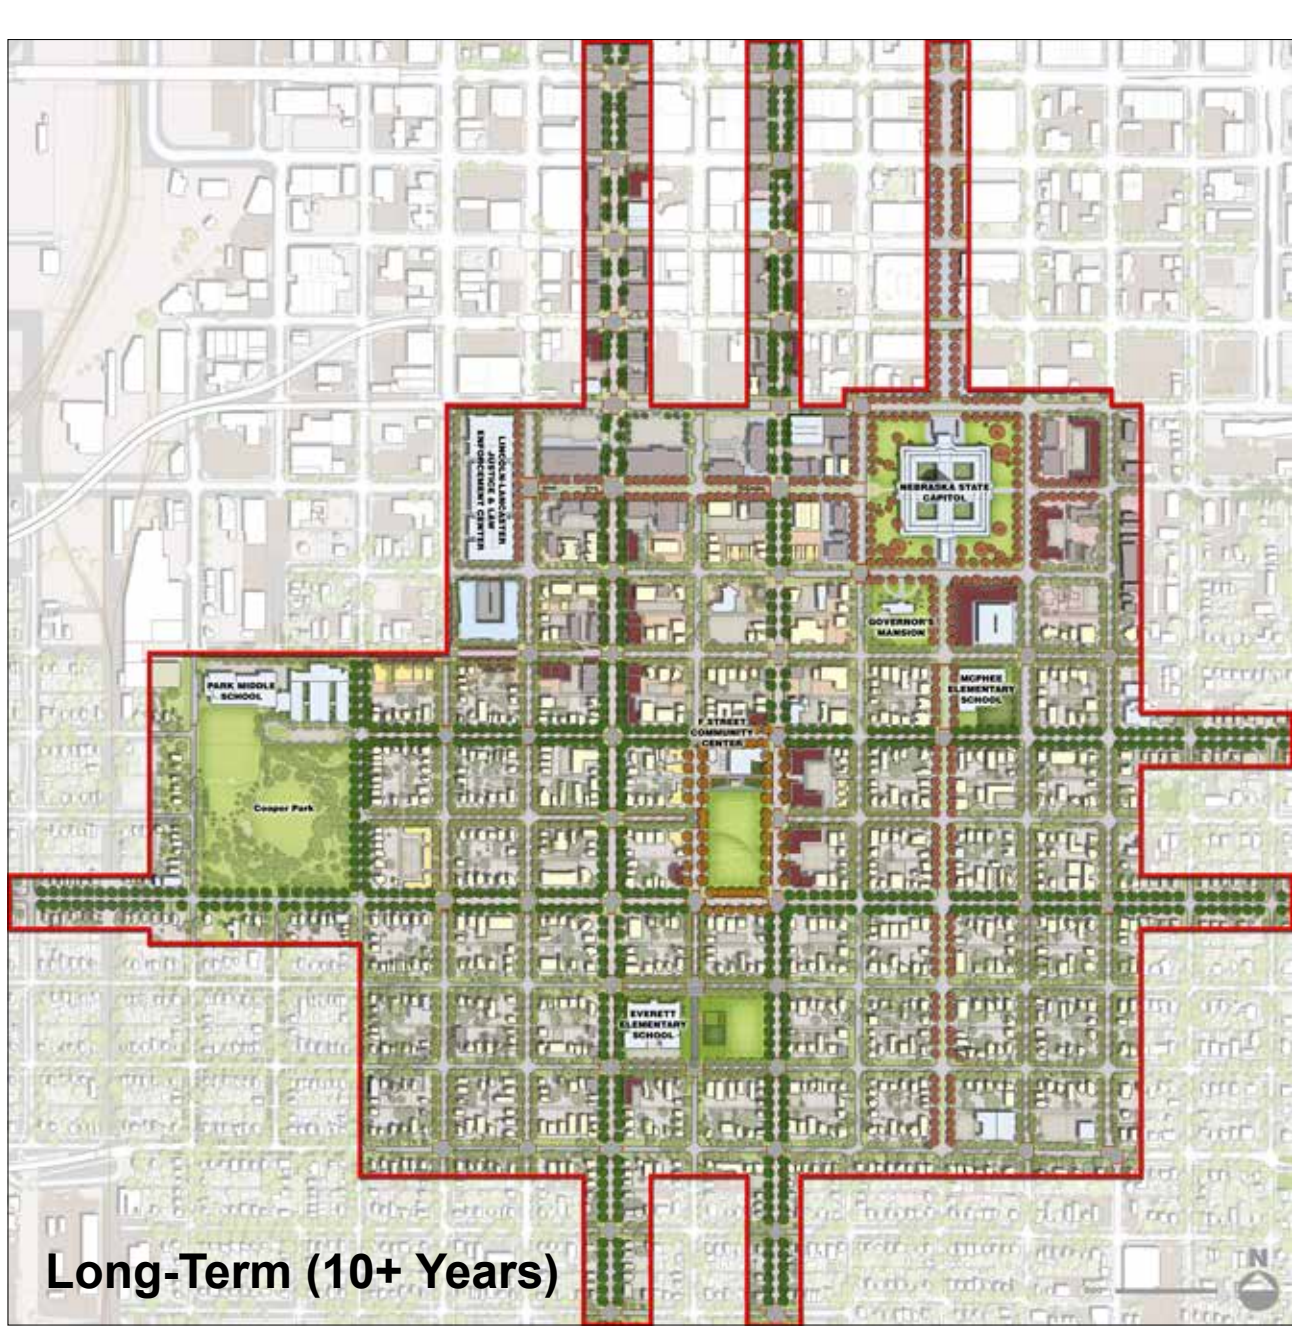 LINCOLN-LANCASTER
JUSTICE & LAW
ENFORCEMENT CENTER
NEBRASKA STATE
CAPITOL
GOVERNOR'S
MANSION
PARK MIDDLE
SCHOOL
MCPHEE
ELEMENTARY
SCHOOL
F STREET
COMMUNITY
CENTER
Cooper Park
EVERETT
ELEMENTARY
SCHOOL
Long-Term (10+ Years)
N